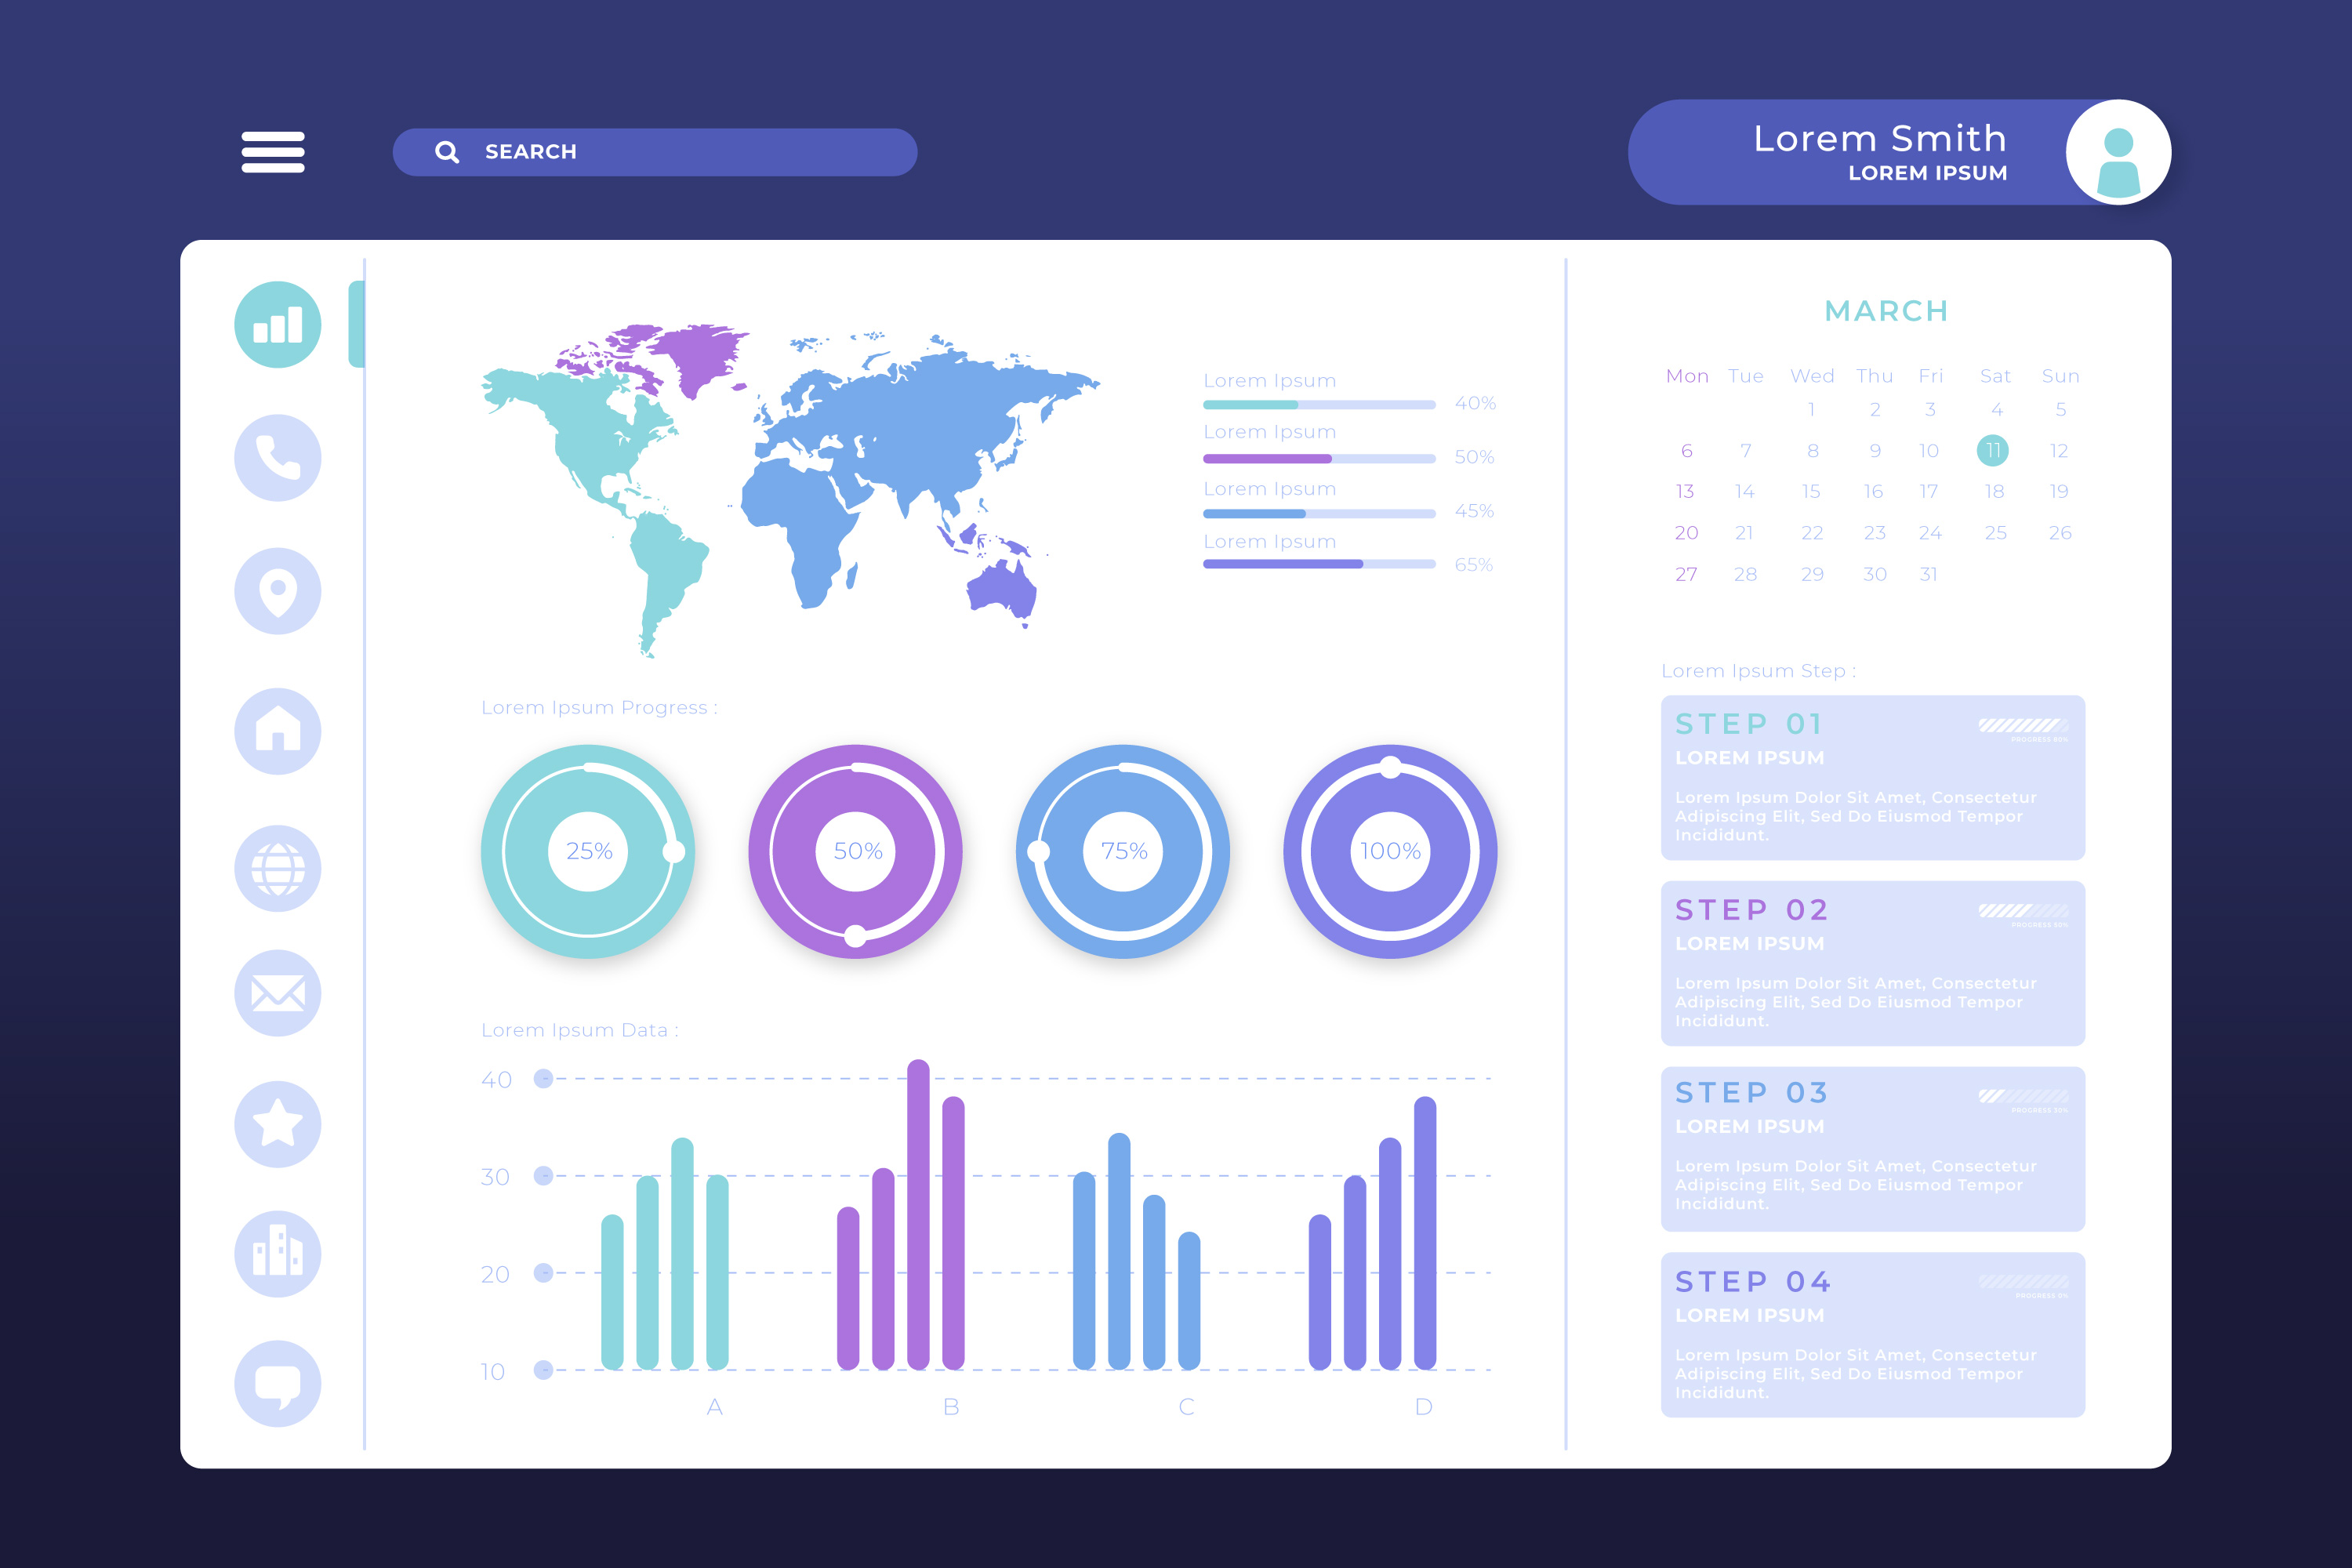 SEARCH
Lorem Smith
LOREM IPSUM
Lorem Ipsum
40%
Lorem Ipsum
50%
Lorem Ipsum
45%
Lorem Ipsum
65%
Lorem Ipsum Progress :
25% 50% 75% 100%
Lorem Ipsum Data :
40
30
20
10
A B C D
MARCH
Mon Tue Wed Thu Fri Sat Sun
1 2 3 4 5
6 7 8 9 10 11 12
13 14 15 16 17 18 19
20 21 22 23 24 25 26
27 28 29 30 31
Lorem Ipsum Step :
STEP 01
PROGRESS
LOREM IPSUM
Lorem Ipsum Dolor Sit Amet, Consectetur
Adipiscing Elit, Sed Do Eiusmod Tempor
Incididunt.
STEP 02
PROGRESS
LOREM IPSUM
Lorem Ipsum Dolor Sit Amet, Consectetur
Adipiscing Elit, Sed Do Eiusmod Tempor
Incididunt.
STEP 03
PROGRESS
LOREM IPSUM
Lorem Ipsum Dolor Sit Amet, Consectetur
Adipiscing Elit, Sed Do Eiusmod Tempor
Incididunt.
STEP 04
PROGRESS 0%
LOREM IPSUM
Lorem Ipsum Dolor Sit Amet, Consectetur
Adipiscing Elit, Sed Do Eiusmod Tempor
Incididunt.